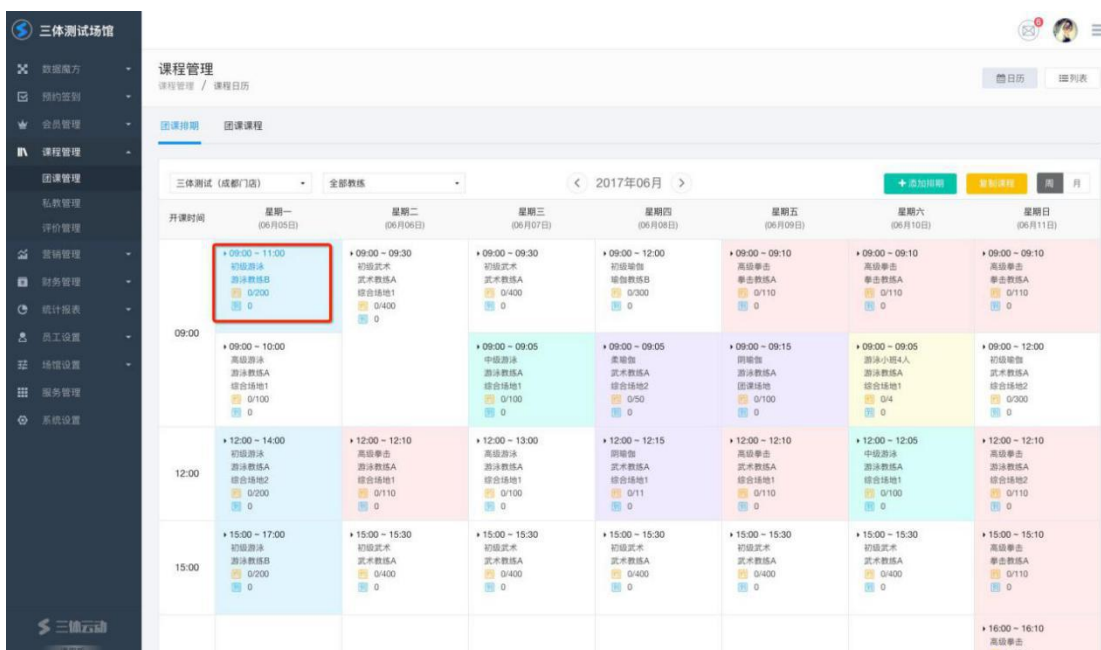 三体测试场馆
6
数据魔方
预约签到
会员管理
课程管理
团课管理
私教管理
评价管理
营销管理
财务管理
统计报表
员工设置
场馆设置
服务管理
系统设置
三体云动
课程管理
课程管理 / 课程日历
日历
列表
团课排期 团课课程
三体测试 (成都门店) 全部教练 2017年06月 +添加排期 复制课程 周 月
开课时间 星期一 星期二 星期三 星期四 星期五 星期六 星期日
(06月05日) (06月06日) (06月07日) (06月08日) (06月09日) (06月10日) (06月11日)
09:00
09:00 ~ 11:00
初级游泳
游泳教练B
0/200
0
09:00 ~ 09:30
初级武术
武术教练A
综合场地1
0/400
0
09:00 ~ 09:30
初级武术
武术教练A
0/400
0
09:00 ~ 12:00
初级瑜伽
瑜伽教练B
0/300
0
09:00 ~ 09:10
高级拳击
拳击教练A
0/110
0
09:00 ~ 09:10
高级拳击
拳击教练A
0/110
0
09:00 ~ 09:10
高级拳击
拳击教练A
0/110
0
09:00 ~ 10:00
高级游泳
游泳教练A
综合场地1
0/100
0
09:00 ~ 09:05
中级游泳
游泳教练A
综合场地1
0/100
0
09:00 ~ 09:05
柔瑜伽
武术教练A
综合场地2
0/50
0
09:00 ~ 09:15
阴瑜伽
游泳教练A
团课场地
0/100
0
09:00 ~ 09:05
游泳小班4人
游泳教练A
综合场地1
0/4
0
09:00 ~ 12:00
初级瑜伽
武术教练A
综合场地2
0/300
0
12:00
12:00 ~ 14:00
初级游泳
游泳教练A
综合场地2
0/200
0
12:00 ~ 12:10
高级拳击
游泳教练A
综合场地1
0/110
0
12:00 ~ 13:00
高级游泳
游泳教练A
综合场地1
0/100
0
12:00 ~ 12:15
阴瑜伽
武术教练A
综合场地1
0/11
0
12:00 ~ 12:10
高级拳击
武术教练A
综合场地1
0/110
0
12:00 ~ 12:05
中级游泳
游泳教练A
综合场地1
0/100
0
12:00 ~ 12:10
高级拳击
游泳教练A
综合场地2
0/110
0
15:00
15:00 ~ 17:00
初级游泳
游泳教练B
0/200
0
15:00 ~ 15:30
初级武术
武术教练A
0/400
0
15:00 ~ 15:30
初级武术
武术教练A
0/400
0
15:00 ~ 15:30
初级武术
武术教练A
0/400
0
15:00 ~ 15:30
初级武术
武术教练A
0/400
0
15:00 ~ 15:30
初级武术
武术教练A
0/400
0
15:00 ~ 15:10
高级拳击
拳击教练A
0/110
0
16:00 ~ 16:10
高级拳击